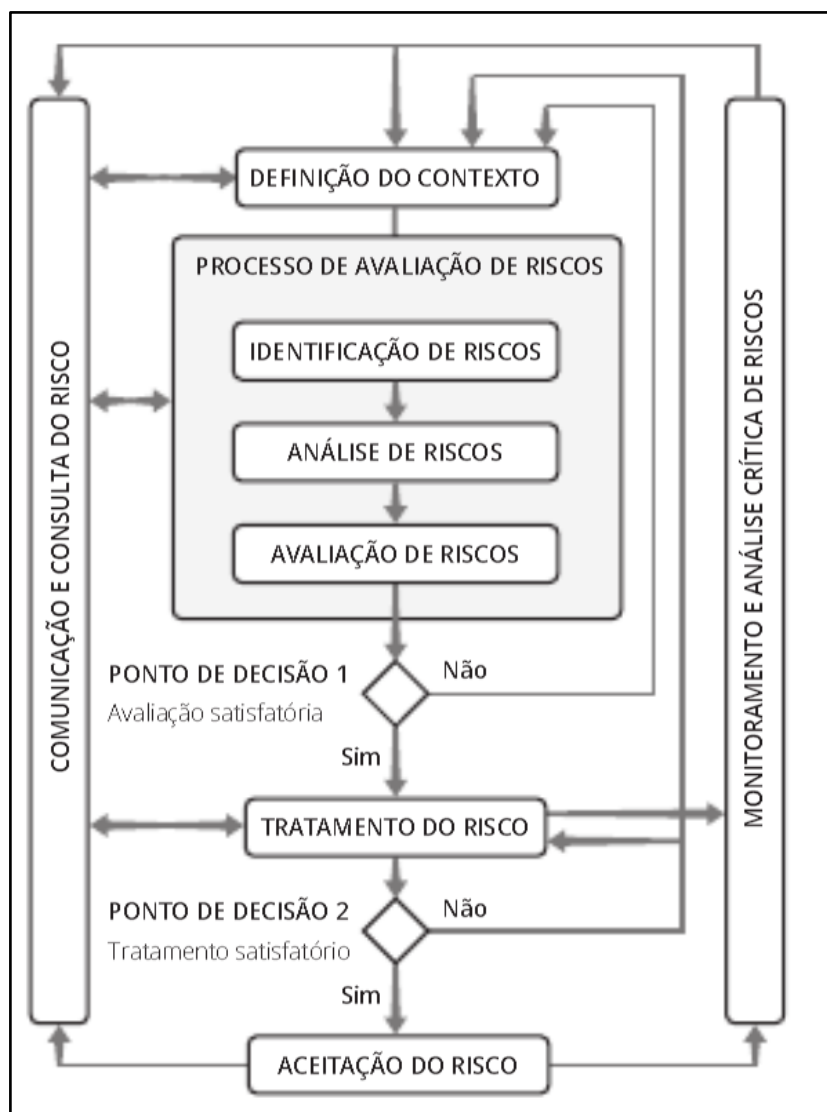 DEFINIÇÃO DO CONTEXTO
PROCESSO DE AVALIAÇÃO DE RISCOS
IDENTIFICAÇÃO DE RISCOS
ANÁLISE DE RISCOS
AVALIAÇÃO DE RISCOS
COMUNICAÇÃO E CONSULTA DO RISCO
MONITORAMENTO E ANÁLISE CRÍTICA DE RISCOS
PONTO DE DECISÃO 1
Não
Avaliação satisfatória
Sim
TRATAMENTO DO RISCO
PONTO DE DECISÃO 2
Não
Tratamento satisfatório
Sim
ACEITAÇÃO DO RISCO